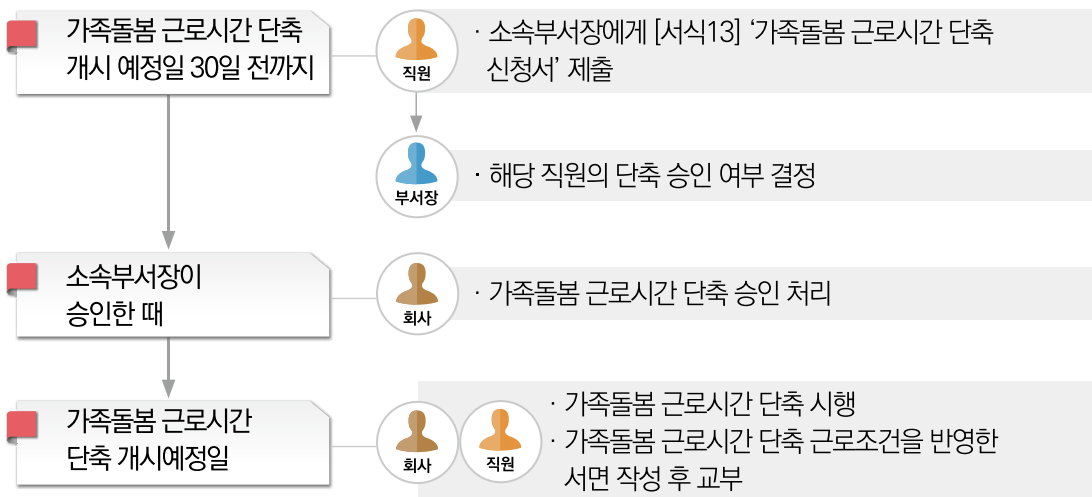 가족돌봄 근로시간 단축
개시 예정일 30일 전까지
직원
· 소속부서장에게 [서식13] ‘가족돌봄 근로시간 단축
신청서’ 제출
부서장
· 해당 직원의 단축 승인 여부 결정
소속부서장이
승인한 때
회사
· 가족돌봄 근로시간 단축 승인 처리
가족돌봄 근로시간
단축 개시예정일
회사
직원
· 가족돌봄 근로시간 단축 시행
· 가족돌봄 근로시간 단축 근로조건을 반영한
서면 작성 후 교부